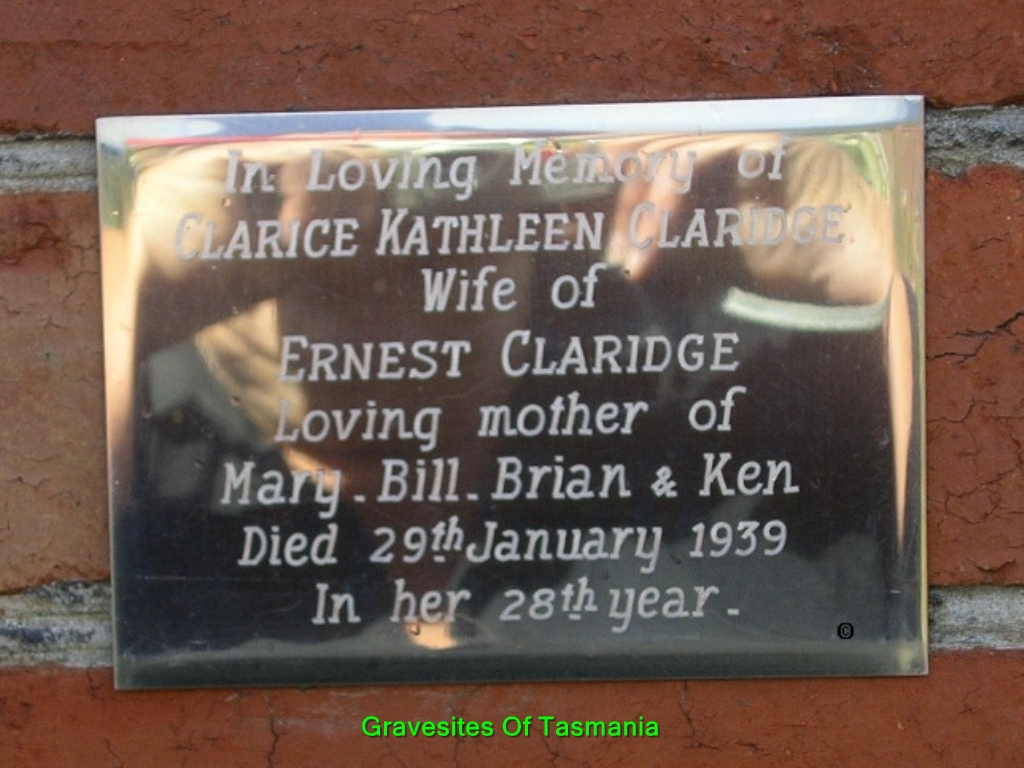 In Loving Memory of
CLARICE KATHLEEN CLARIDGE
Wife of
ERNEST CLARIDGE
Loving mother of
Mary - Bill - Brian & Ken
Died 29th January 1939
In her 28th year -
©
Gravesites Of Tasmania